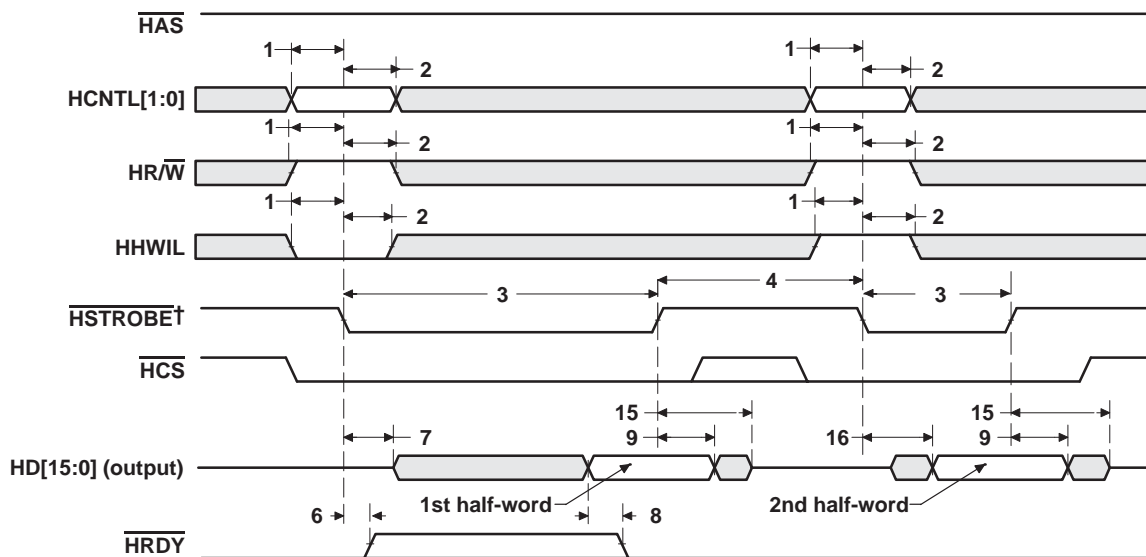 HAS
1 1
2 2
HCNTL[1:0]
1 1
2 2
HR/W
1 1
2 2
HHWIL
3 4 3
HSTROBE†
HCS
15 15
7 9 16 9
HD[15:0] (output)
1st half-word 2nd half-word
6 8
HRDY